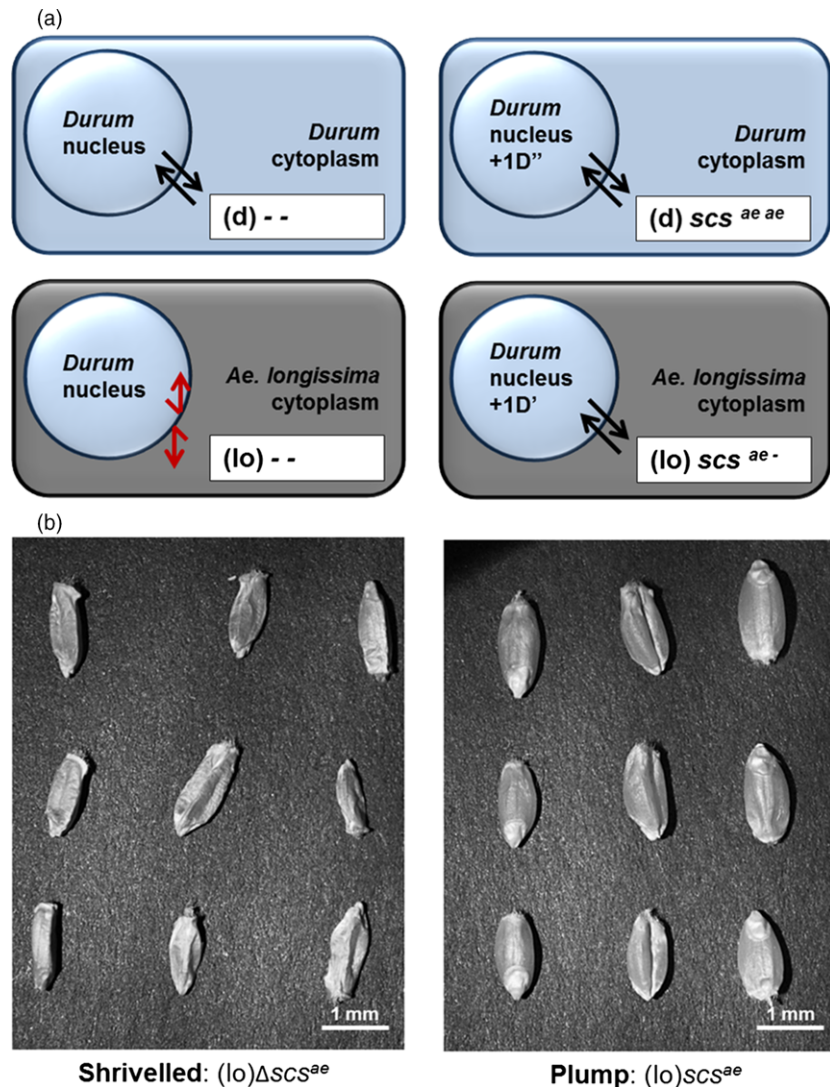 (a)
Durum
nucleus
Durum
cytoplasm
(d) - -
Durum
nucleus
+1D”
Durum
cytoplasm
(d) scs ae ae
Durum
nucleus
Ae. longissima
cytoplasm
(lo) - -
Durum
nucleus
+1D’
Ae. longissima
cytoplasm
(lo) scs ae -
(b)
1 mm
1 mm
Shrivelled: (lo)Δscsae
Plump: (lo)scsae